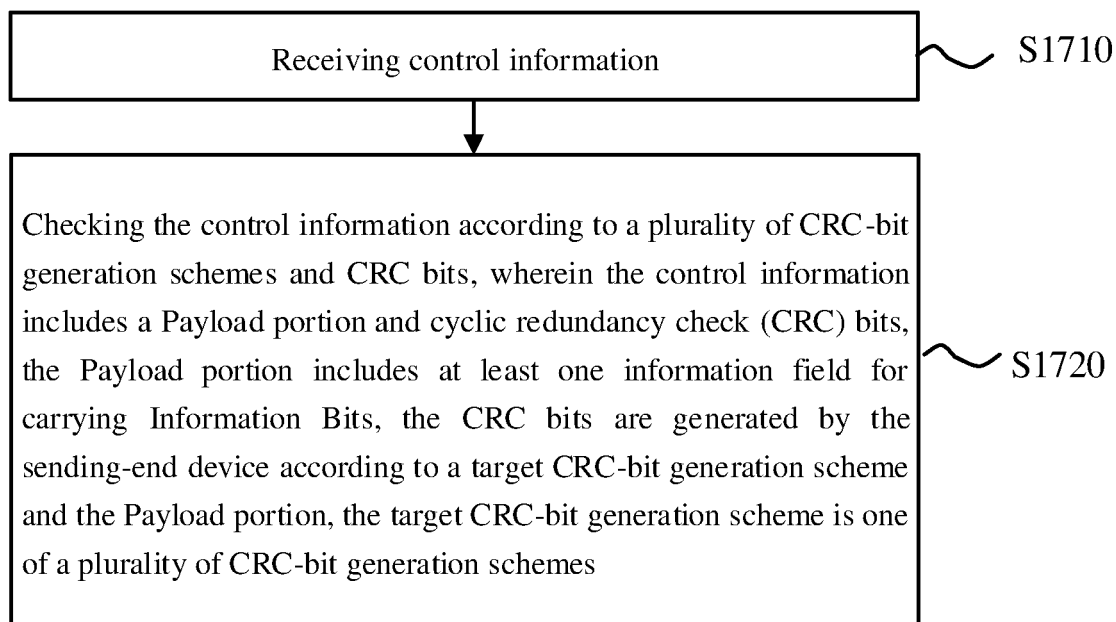 Receiving control information
S1710
Checking the control information according to a plurality of CRC-bit
generation schemes and CRC bits, wherein the control information
includes a Payload portion and cyclic redundancy check (CRC) bits,
the Payload portion includes at least one information field for
carrying Information Bits, the CRC bits are generated by the
sending-end device according to a target CRC-bit generation scheme
and the Payload portion, the target CRC-bit generation scheme is one
of a plurality of CRC-bit generation schemes
S1720